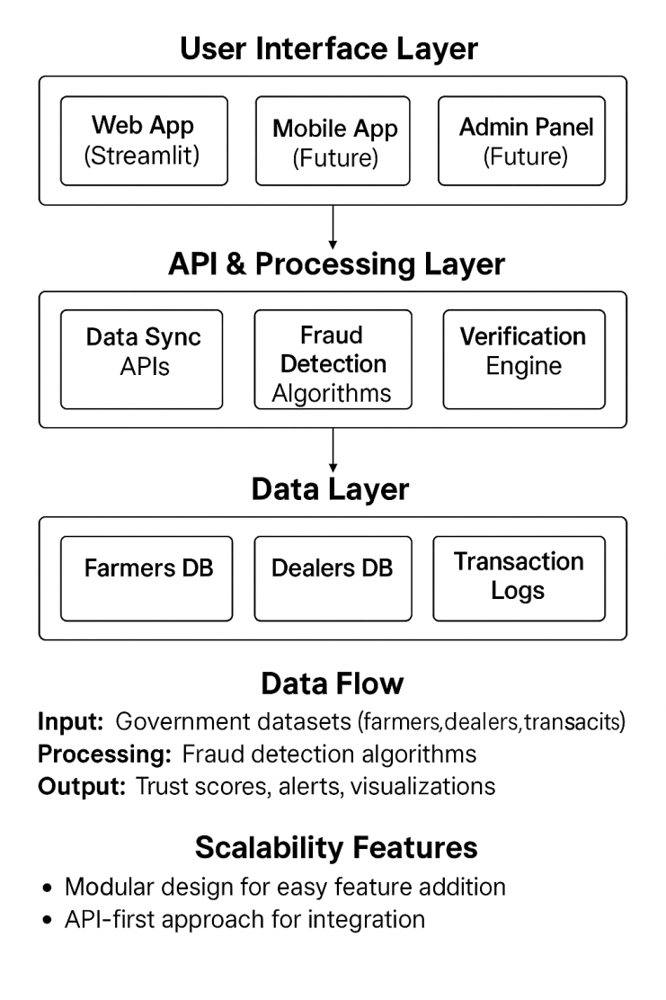 User Interface Layer
Web App
(Streamlit)
Mobile App
(Future)
Admin Panel
(Future)
API & Processing Layer
Data Sync
APIs
Fraud
Detection
Algorithms
Verification
Engine
Data Layer
Farmers DB
Dealers DB
Transaction
Logs
Data Flow
Input: Government datasets (farmers,dealers,transacits)
Processing: Fraud detection algorithms
Output: Trust scores, alerts, visualizations
Scalability Features
• Modular design for easy feature addition
• API-first approach for integration